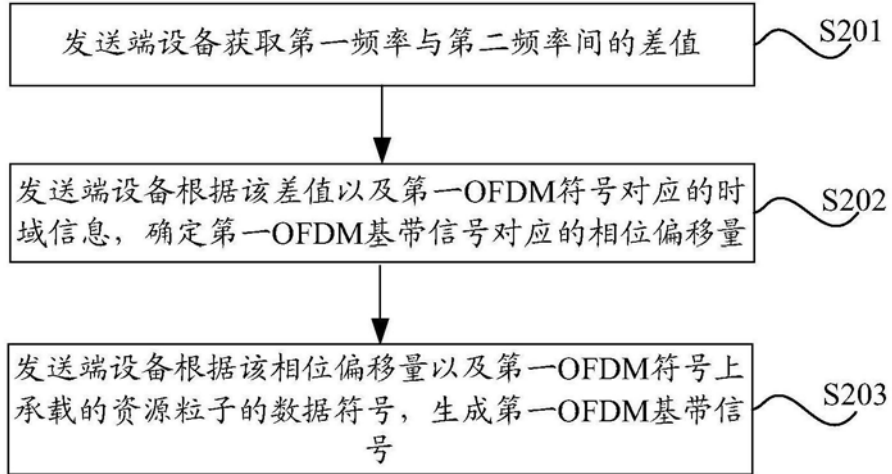 发送端设备获取第一频率与第二频率间的差值
S201
发送端设备根据该差值以及第一OFDM符号对应的时
域信息，确定第一OFDM基带信号对应的相位偏移量
S202
发送端设备根据该相位偏移量以及第一OFDM符号上
承载的资源粒子的数据符号，生成第一OFDM基带信
号
S203